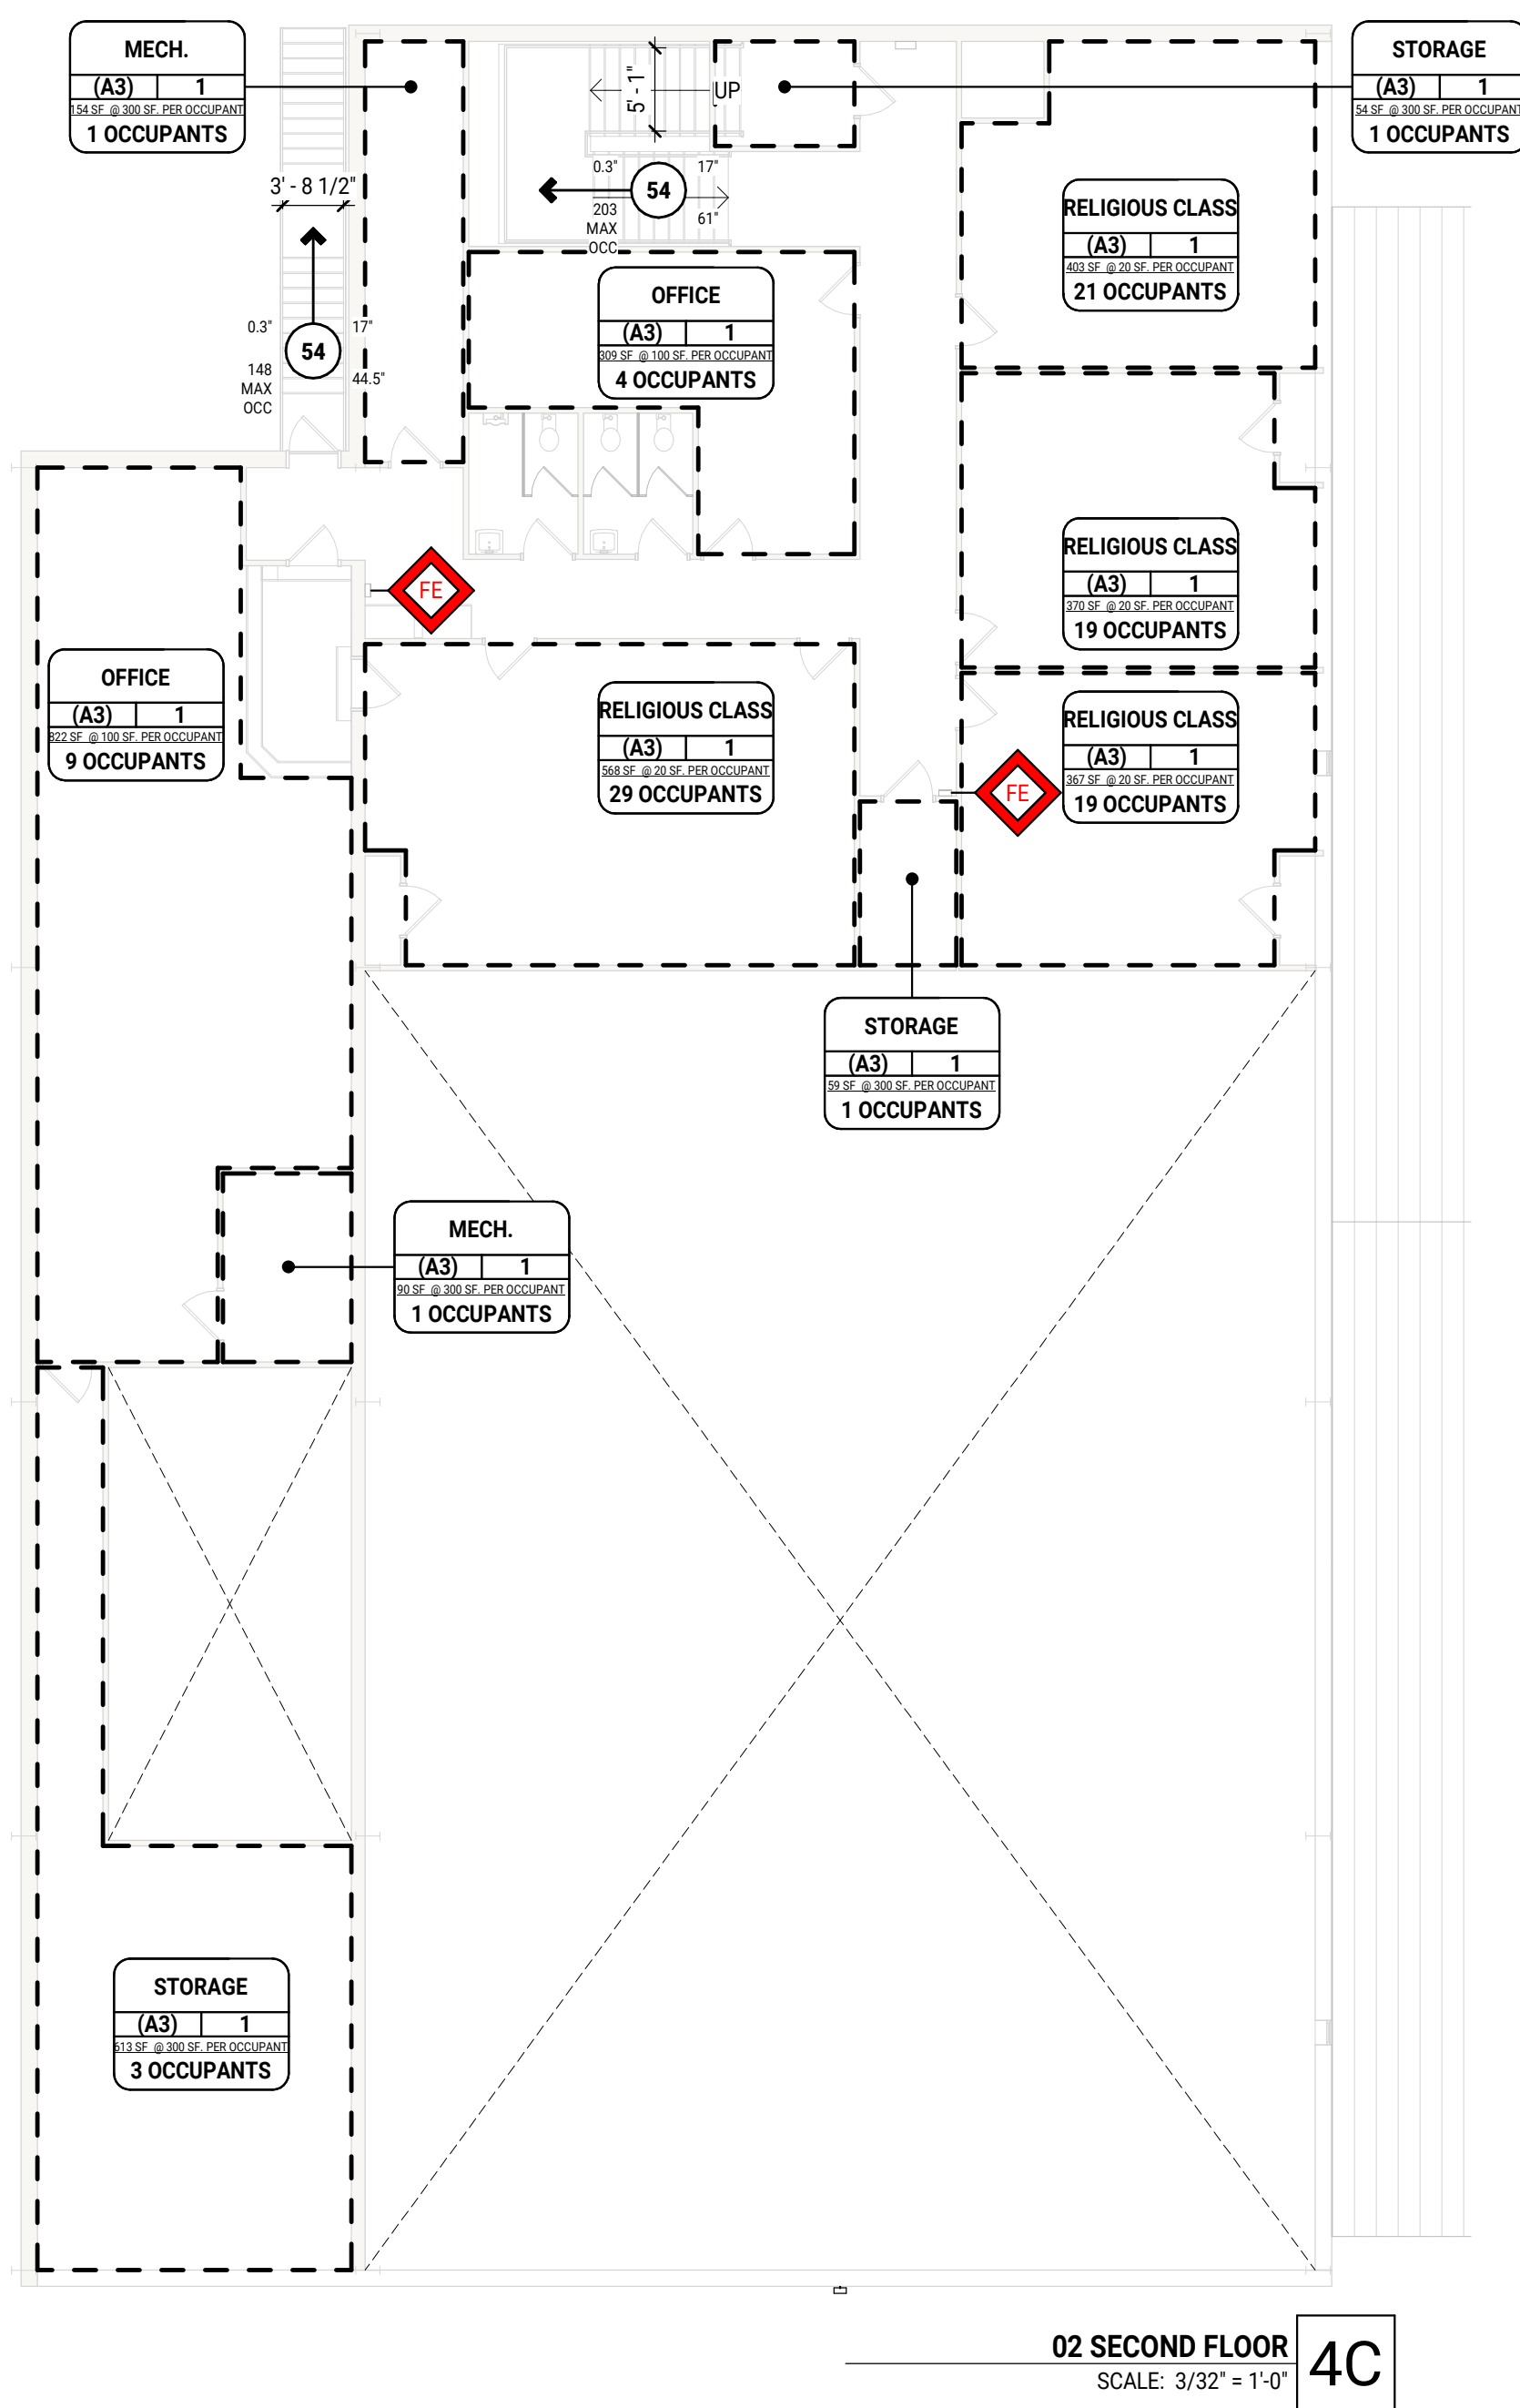 MECH.
(A3) 1
154 SF @ 300 SF. PER OCCUPANT
1 OCCUPANTS
STORAGE
(A3) 1
54 SF @ 300 SF. PER OCCUPANT
1 OCCUPANTS
5' - 1"
UP
0.3" 17"
54
203
MAX
OCC
61"
3' - 8 1/2"
0.3" 17"
54
148
MAX
OCC
44.5"
RELIGIOUS CLASS
(A3) 1
403 SF @ 20 SF. PER OCCUPANT
21 OCCUPANTS
OFFICE
(A3) 1
309 SF @ 100 SF. PER OCCUPANT
4 OCCUPANTS
RELIGIOUS CLASS
(A3) 1
370 SF @ 20 SF. PER OCCUPANT
19 OCCUPANTS
FE
OFFICE
(A3) 1
822 SF @ 100 SF. PER OCCUPANT
9 OCCUPANTS
RELIGIOUS CLASS
(A3) 1
568 SF @ 20 SF. PER OCCUPANT
29 OCCUPANTS
RELIGIOUS CLASS
(A3) 1
367 SF @ 20 SF. PER OCCUPANT
19 OCCUPANTS
FE
STORAGE
(A3) 1
59 SF @ 300 SF. PER OCCUPANT
1 OCCUPANTS
MECH.
(A3) 1
90 SF @ 300 SF. PER OCCUPANT
1 OCCUPANTS
STORAGE
(A3) 1
613 SF @ 300 SF. PER OCCUPANT
3 OCCUPANTS
02 SECOND FLOOR
SCALE: 3/32" = 1'-0"
4C